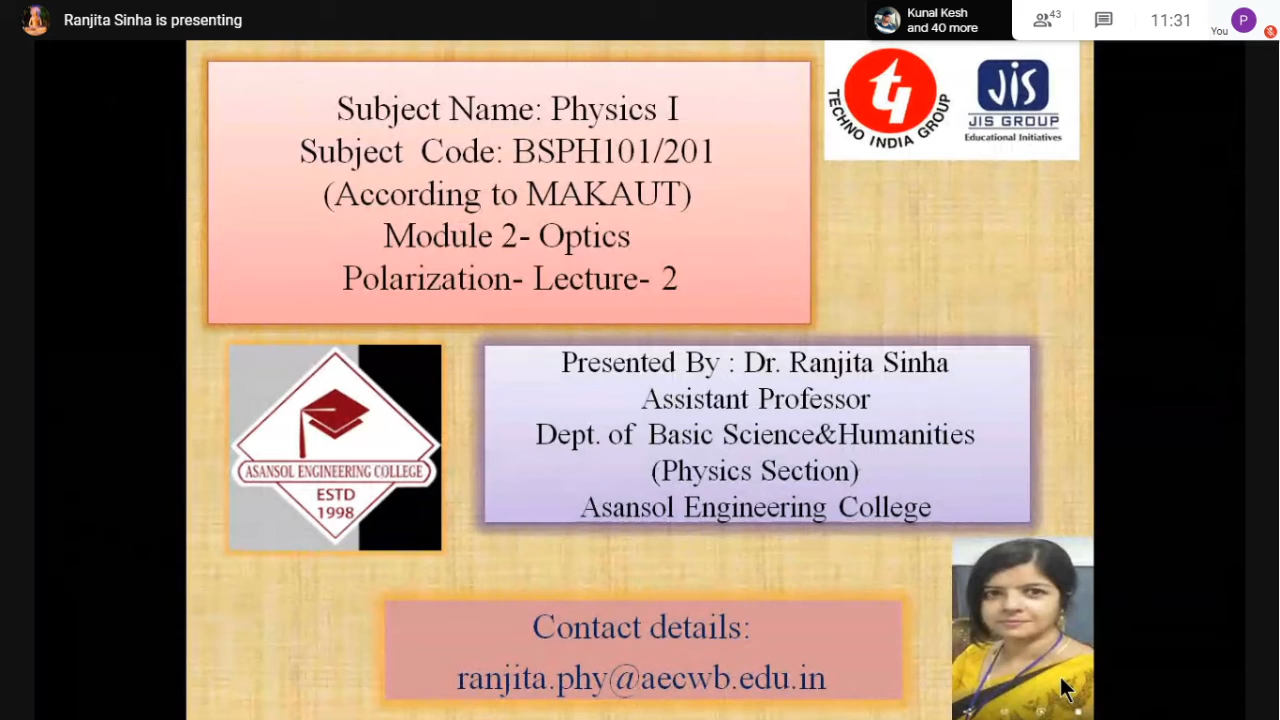 Ranjita Sinha is presenting
Kunal Kesh
and 40 more
43
11:31
You
P
Subject Name: Physics I
Subject Code: BSPH101/201
(According to MAKAUT)
Module 2- Optics
Polarization- Lecture- 2
TECHNO INDIA GROUP
JIS
JIS GROUP
Educational Initiatives
ASANSOL ENGINEERING COLLEGE
ESTD
1998
Presented By : Dr. Ranjita Sinha
Assistant Professor
Dept. of Basic Science&Humanities
(Physics Section)
Asansol Engineering College
Contact details:
ranjita.phy@aecwb.edu.in